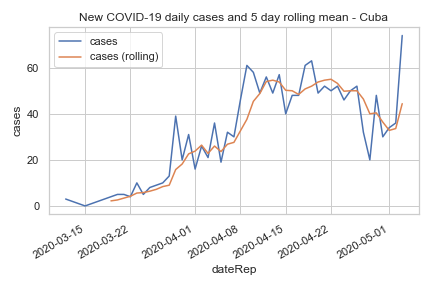 New COVID-19 daily cases and 5 day rolling mean - Cuba
cases
cases (rolling)
60
40
20
0
cases
2020-03-15
2020-03-22
2020-04-01
2020-04-08
2020-04-15
2020-04-22
2020-05-01
dateRep